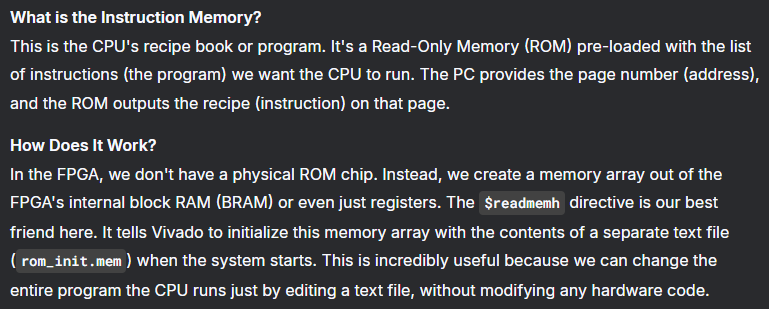 What is the Instruction Memory?
This is the CPU's recipe book or program. It's a Read-Only Memory (ROM) pre-loaded with the list
of instructions (the program) we want the CPU to run. The PC provides the page number (address),
and the ROM outputs the recipe (instruction) on that page.
How Does It Work?
In the FPGA, we don't have a physical ROM chip. Instead, we create a memory array out of the
FPGA's internal block RAM (BRAM) or even just registers. The $readmemh directive is our best
friend here. It tells Vivado to initialize this memory array with the contents of a separate text file
(rom_init.mem) when the system starts. This is incredibly useful because we can change the
entire program the CPU runs just by editing a text file, without modifying any hardware code.